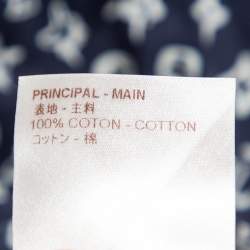 PRINCIPAL - MAIN
表地 - 主料
100% COTON - COTTON
コットン - 棉